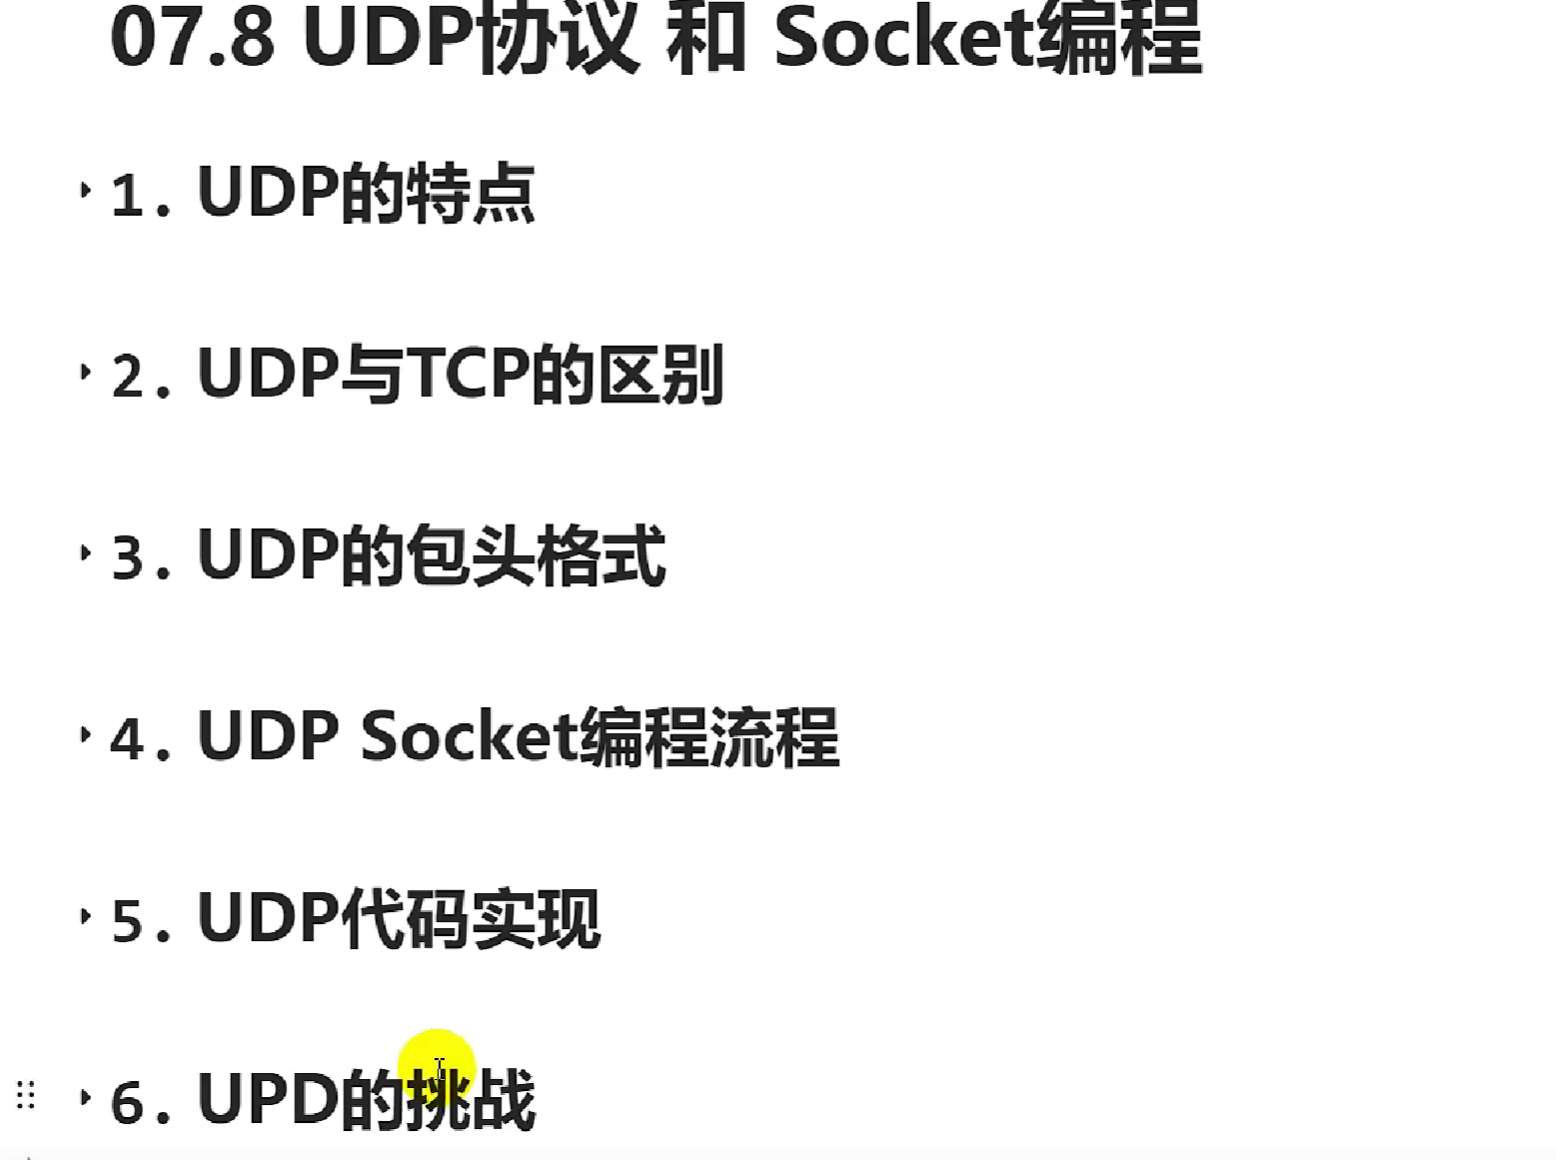 07.8 UDP协议 和 Socket编程
1. UDP的特点
2. UDP与TCP的区别
3. UDP的包头格式
4. UDP Socket编程流程
5. UDP代码实现
6. UPD的挑战